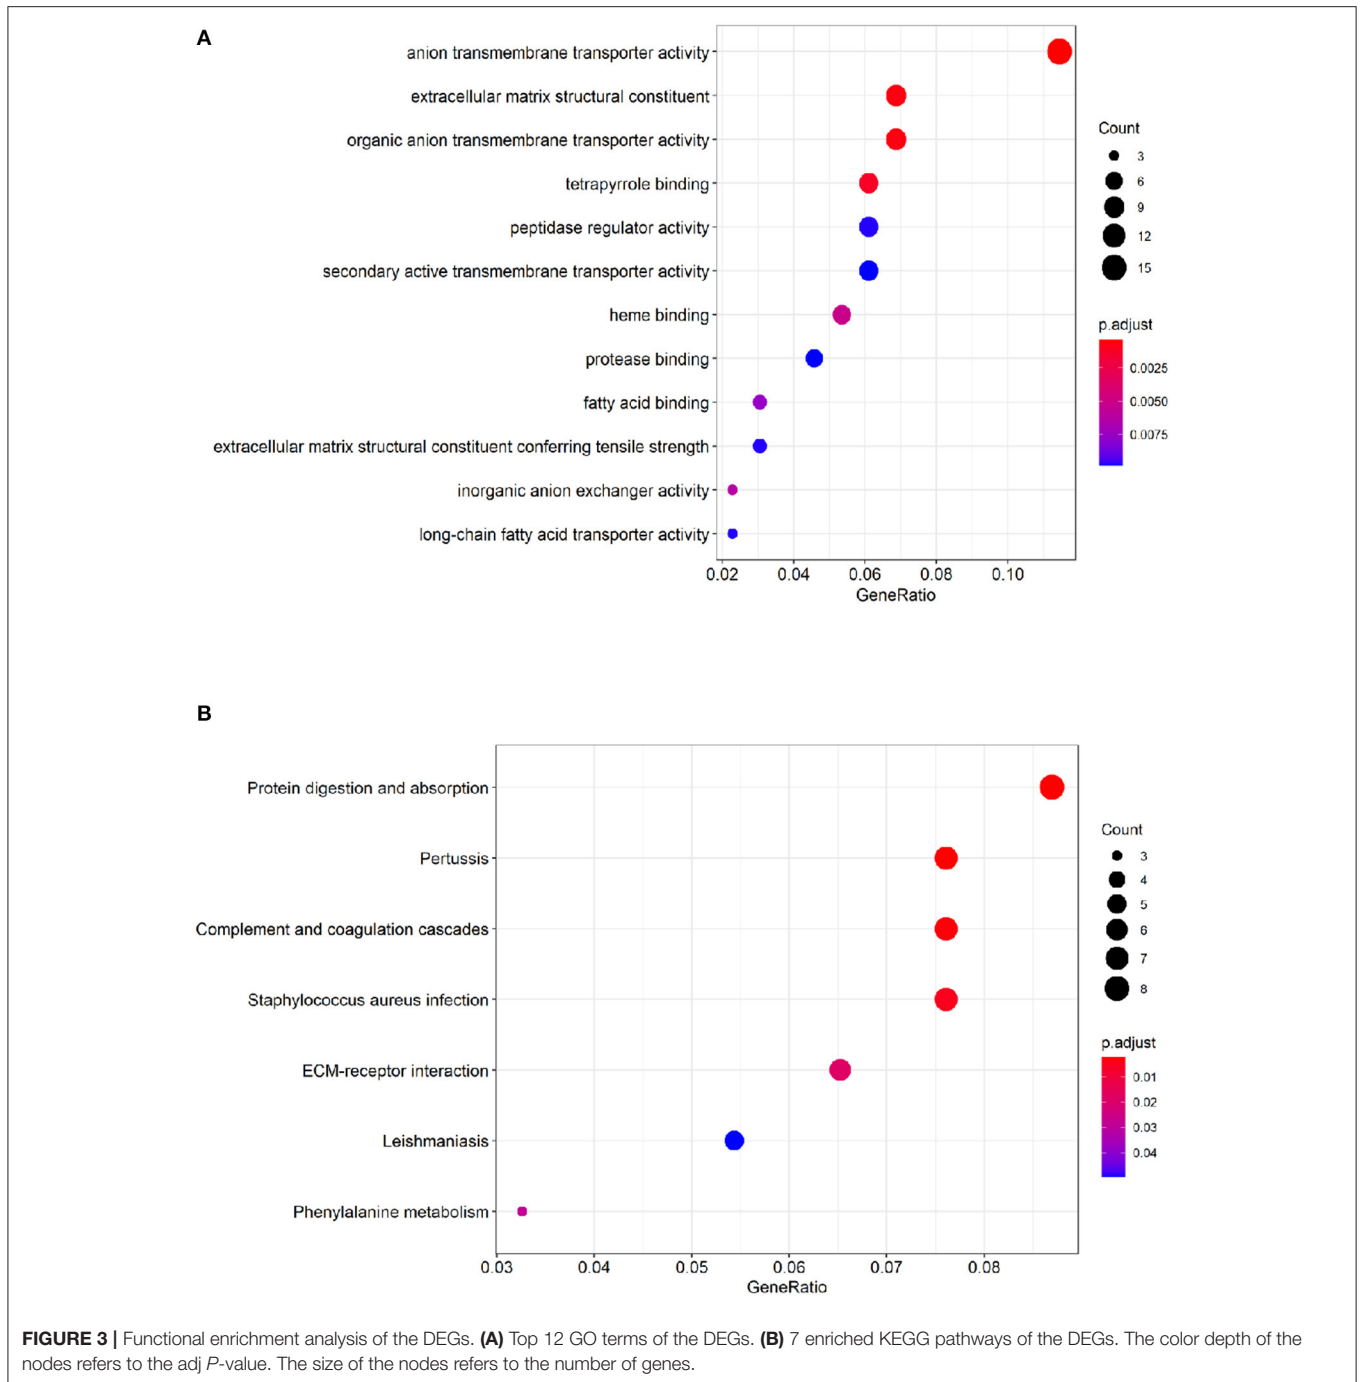 A
anion transmembrane transporter activity
extracellular matrix structural constituent
organic anion transmembrane transporter activity
tetrapyrrole binding
peptidase regulator activity
secondary active transmembrane transporter activity
heme binding
protease binding
fatty acid binding
extracellular matrix structural constituent conferring tensile strength
inorganic anion exchanger activity
long-chain fatty acid transporter activity
0.02 0.04 0.06 0.08 0.10
GeneRatio
Count
3
6
9
12
15
p.adjust
0.0025
0.0050
0.0075
B
Protein digestion and absorption
Pertussis
Complement and coagulation cascades
Staphylococcus aureus infection
ECM-receptor interaction
Leishmaniasis
Phenylalanine metabolism
0.03 0.04 0.05 0.06 0.07 0.08
GeneRatio
Count
3
4
5
6
7
8
p.adjust
0.01
0.02
0.03
0.04
FIGURE 3 | Functional enrichment analysis of the DEGs. (A) Top 12 GO terms of the DEGs. (B) 7 enriched KEGG pathways of the DEGs. The color depth of the
nodes refers to the adj P-value. The size of the nodes refers to the number of genes.